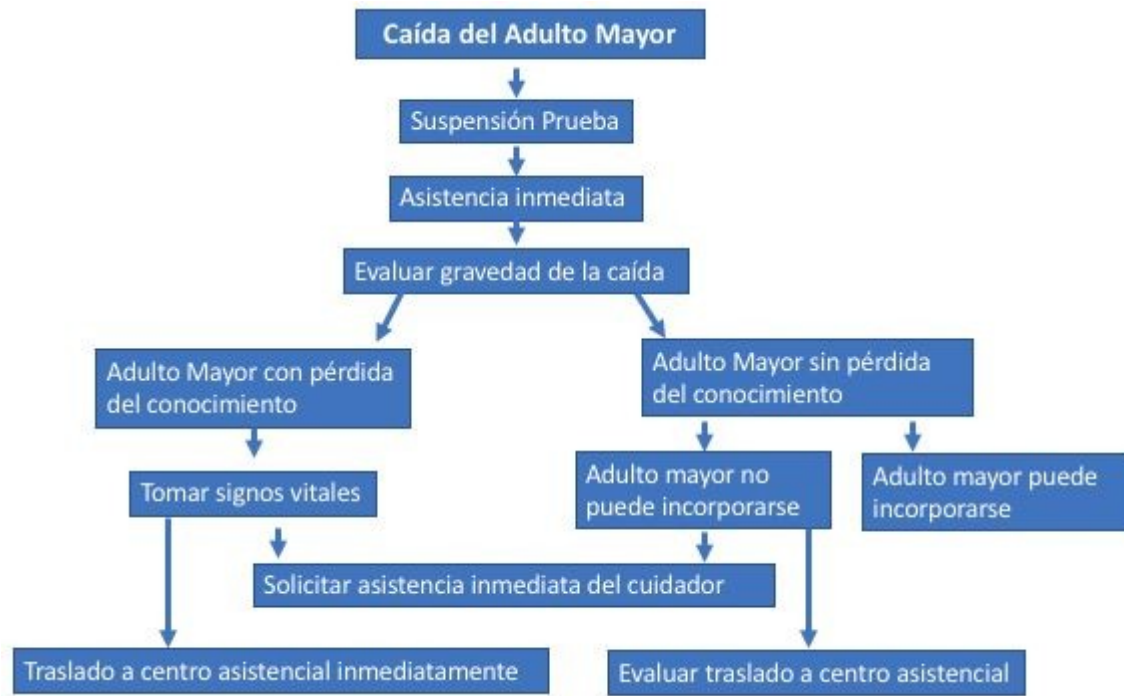 Caída del Adulto Mayor
Suspensión Prueba
Asistencia inmediata
Evaluar gravedad de la caída
Adulto Mayor con pérdida
del conocimiento
Adulto Mayor sin pérdida
del conocimiento
Tomar signos vitales
Adulto mayor no
puede incorporarse
Adulto mayor puede
incorporarse
Solicitar asistencia inmediata del cuidador
Traslado a centro asistencial inmediatamente
Evaluar traslado a centro asistencial